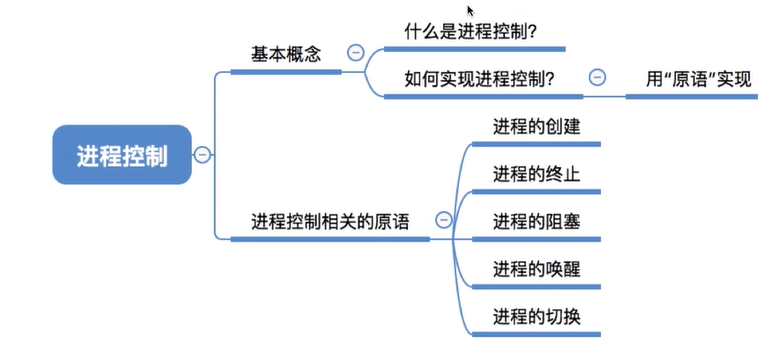 进程控制
基本概念
什么是进程控制?
如何实现进程控制?
用“原语”实现
进程控制相关的原语
进程的创建
进程的终止
进程的阻塞
进程的唤醒
进程的切换